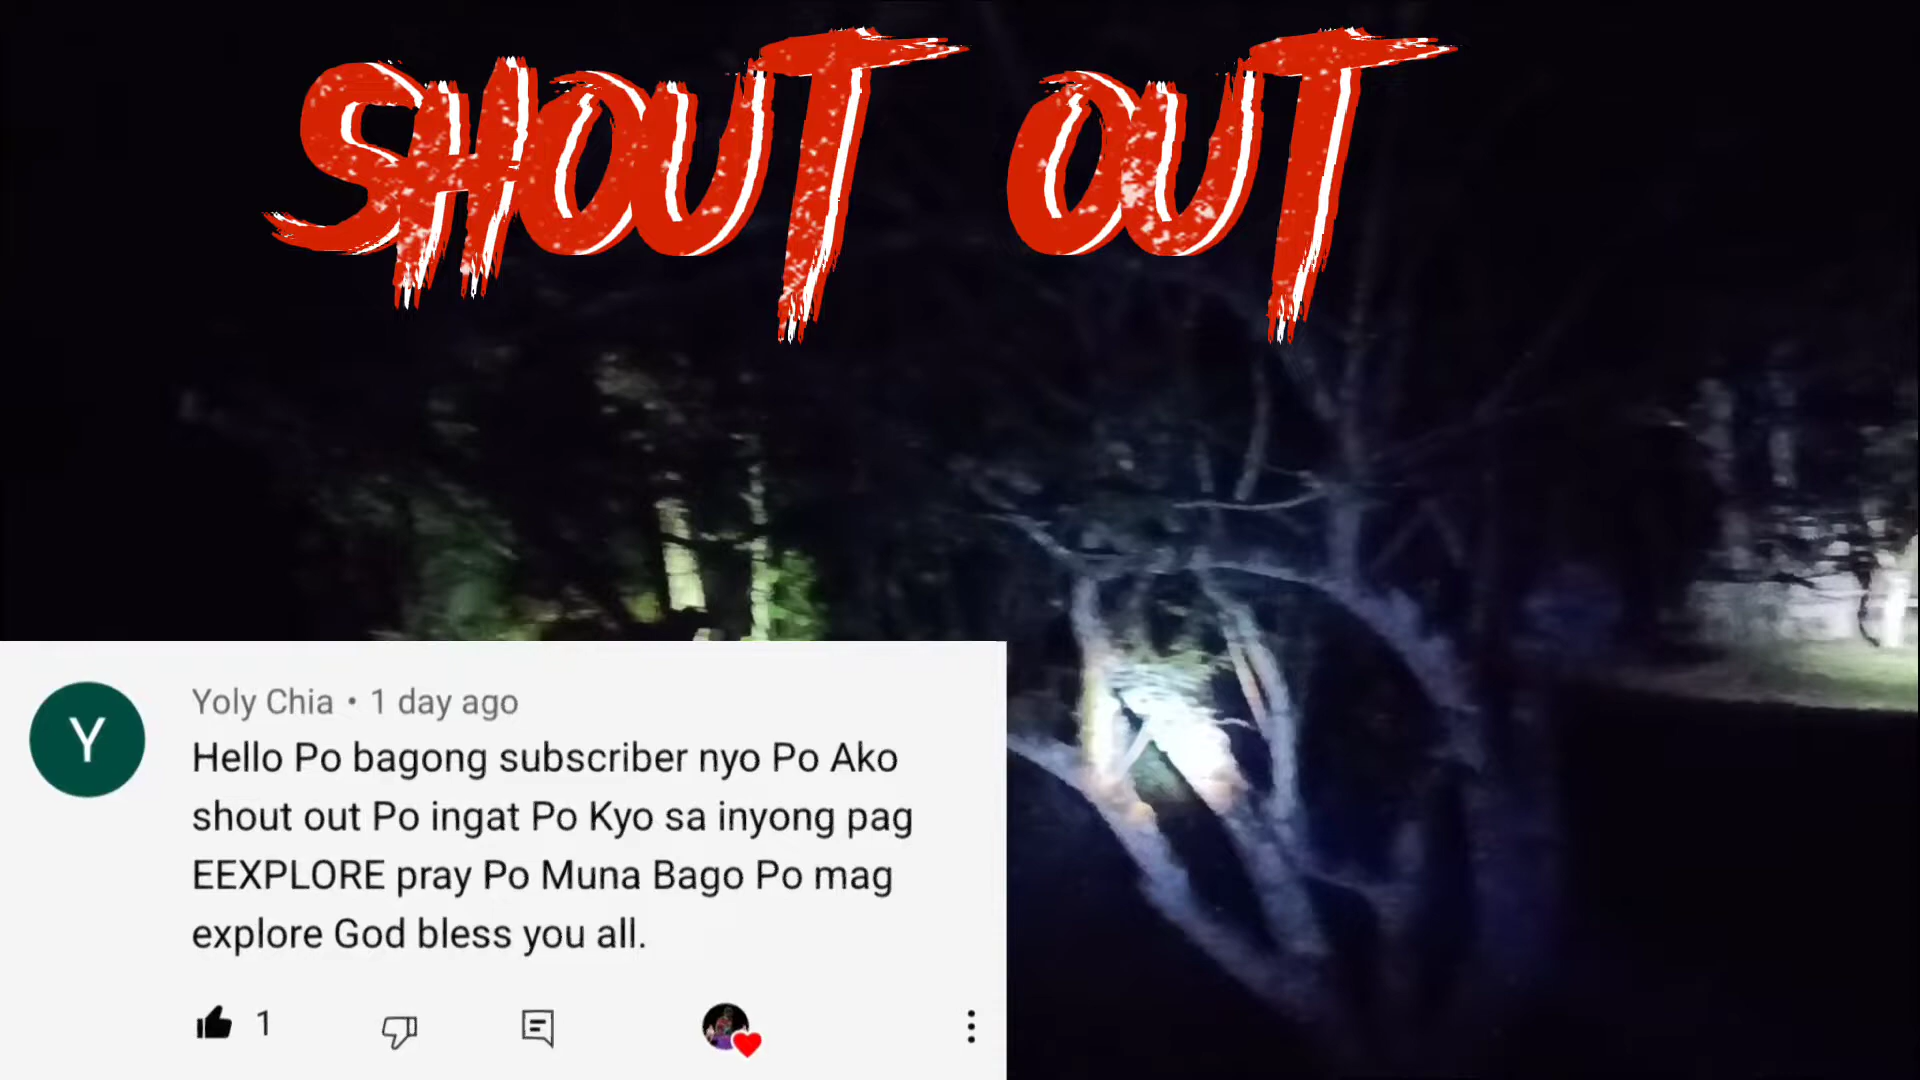 SHOUT OUT
Y
Yoly Chia • 1 day ago
Hello Po bagong subscriber nyo Po Ako
shout out Po ingat Po Kyo sa inyong pag
EEXPLORE pray Po Muna Bago Po mag
explore God bless you all.
1